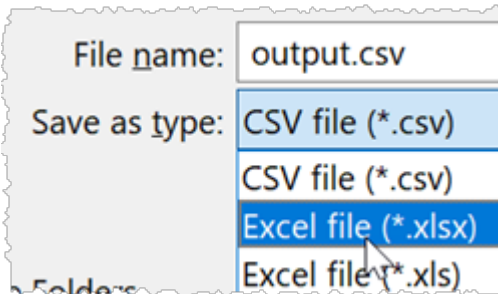 File name: output.csv
Save as type: CSV file (*.csv)
CSV file (*.csv)
Excel file (*.xlsx)
Excel file (*.xls)
Folders